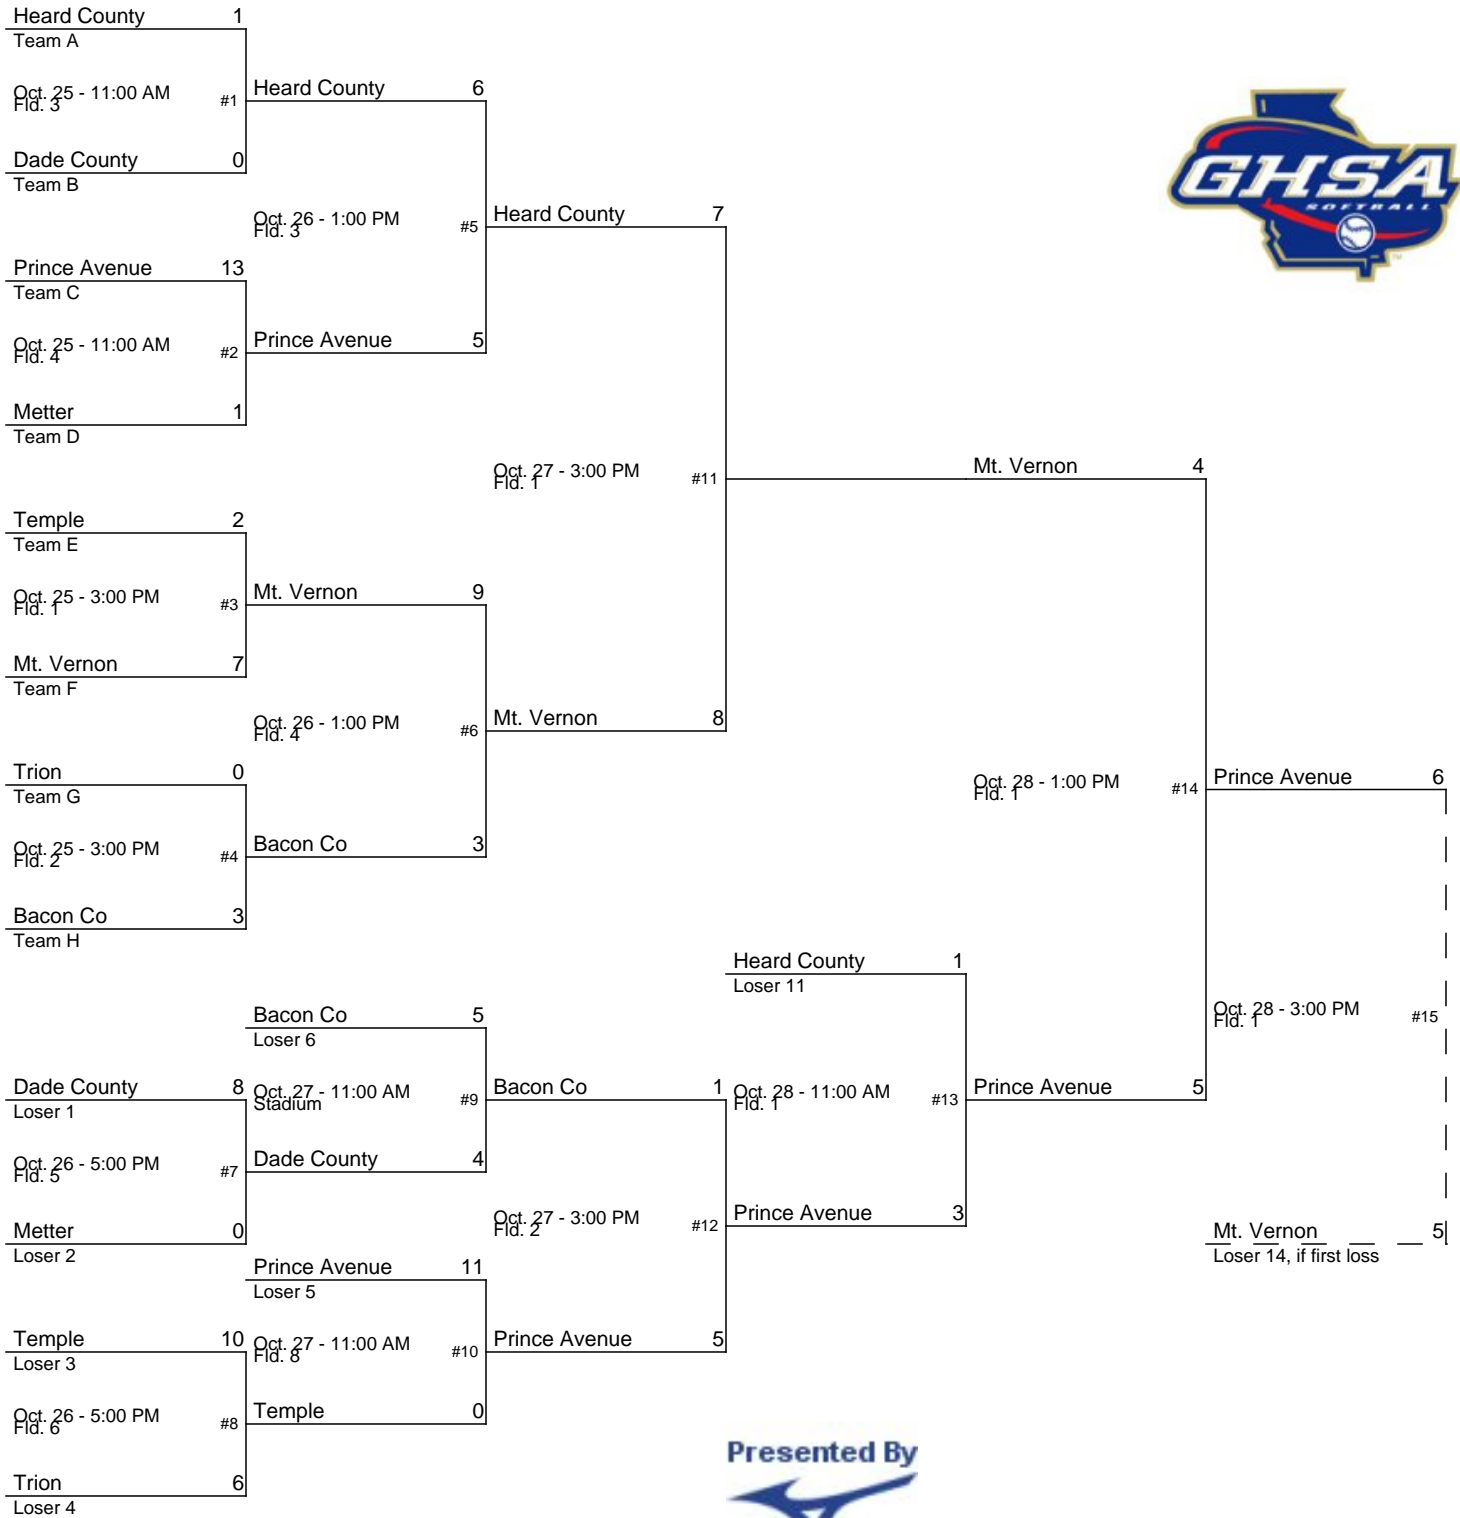 Heard County 1
Team A
Oct. 25 - 11:00 AM
Fld. 3
#1
Heard County 6
Dade County 0
Team B
Oct. 26 - 1:00 PM
Fld. 3
#5
Heard County 7
Prince Avenue 13
Team C
Oct. 25 - 11:00 AM
Fld. 4
#2
Prince Avenue 5
Metter 1
Team D
Oct. 27 - 3:00 PM
Fld. 1
#11
Mt. Vernon 4
Temple 2
Team E
Oct. 25 - 3:00 PM
Fld. 1
#3
Mt. Vernon 9
Mt. Vernon 7
Team F
Oct. 26 - 1:00 PM
Fld. 4
#6
Mt. Vernon 8
Trion 0
Team G
Oct. 25 - 3:00 PM
Fld. 2
#4
Bacon Co 3
Bacon Co 3
Team H
Oct. 28 - 1:00 PM
Fld. 1
#14
Prince Avenue 6
Heard County 1
Loser 11
Bacon Co 5
Loser 6
Oct. 28 - 3:00 PM
Fld. 1
#15
Dade County 8
Loser 1
Oct. 27 - 11:00 AM
Stadium
#9
Bacon Co 1
Oct. 28 - 11:00 AM
Fld. 1
#13
Prince Avenue 5
Oct. 26 - 5:00 PM
Fld. 5
#7
Dade County 4
Metter 0
Loser 2
Oct. 27 - 3:00 PM
Fld. 2
#12
Prince Avenue 3
Mt. Vernon 5
Loser 14, if first loss
Prince Avenue 11
Loser 5
Temple 10
Loser 3
Oct. 27 - 11:00 AM
Fld. 8
#10
Prince Avenue 5
Oct. 26 - 5:00 PM
Fld. 6
#8
Temple 0
Trion 6
Loser 4
GHSA
SOFTBALL
TM
Presented By